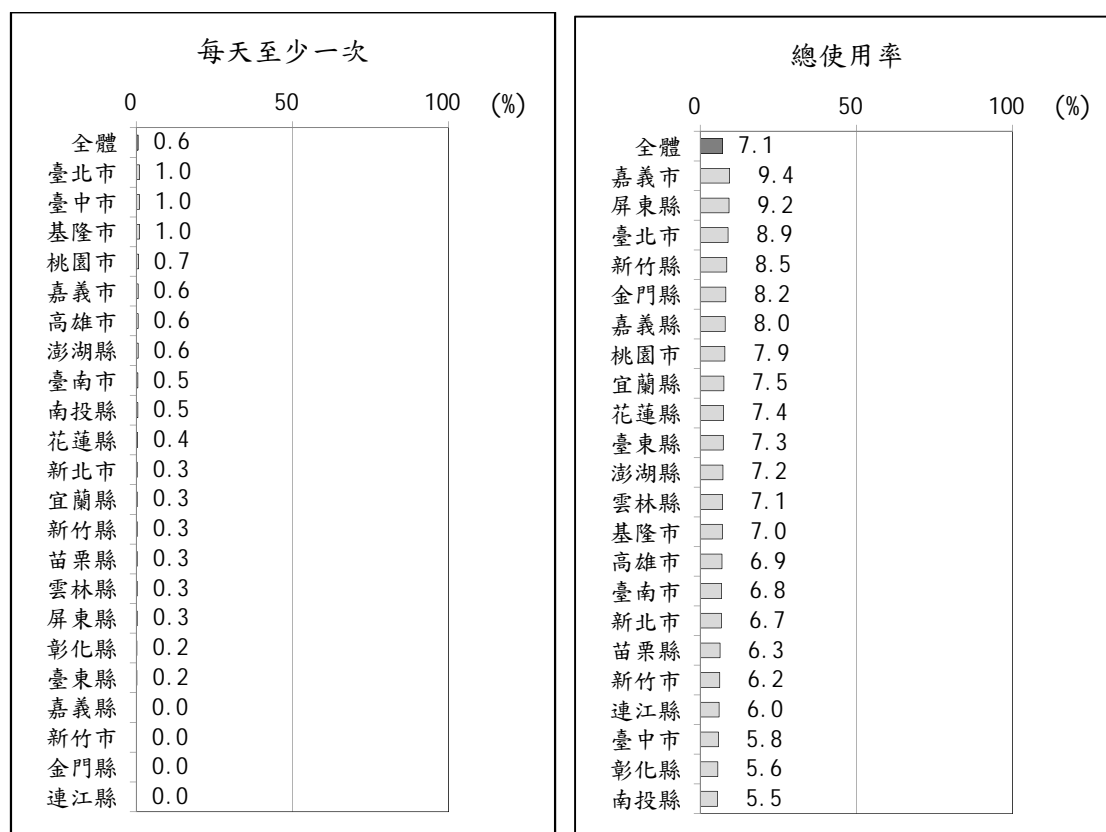 每天至少一次
0 50 100 (%)
全體 0.6
臺北市 1.0
臺中市 1.0
基隆市 1.0
桃園市 0.7
嘉義市 0.6
高雄市 0.6
澎湖縣 0.6
臺南市 0.5
南投縣 0.5
花蓮縣 0.4
新北市 0.3
宜蘭縣 0.3
新竹縣 0.3
苗栗縣 0.3
雲林縣 0.3
屏東縣 0.3
彰化縣 0.2
臺東縣 0.2
嘉義縣 0.0
新竹市 0.0
金門縣 0.0
連江縣 0.0
總使用率
0 50 100 (%)
全體 7.1
嘉義市 9.4
屏東縣 9.2
臺北市 8.9
新竹縣 8.5
金門縣 8.2
嘉義縣 8.0
桃園市 7.9
宜蘭縣 7.5
花蓮縣 7.4
臺東縣 7.3
澎湖縣 7.2
雲林縣 7.1
基隆市 7.0
高雄市 6.9
臺南市 6.8
新北市 6.7
苗栗縣 6.3
新竹市 6.2
連江縣 6.0
臺中市 5.8
彰化縣 5.6
南投縣 5.5